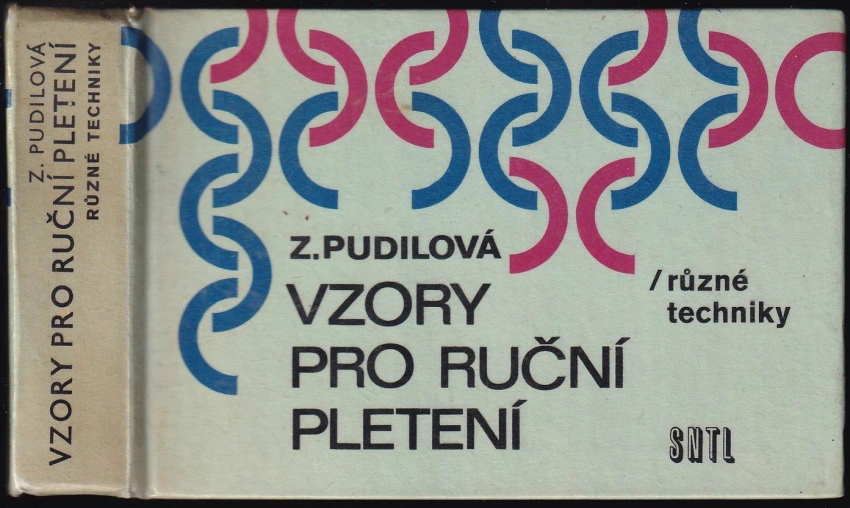 Z. PUDILOVÁ
VZORY PRO RUČNÍ PLETENÍ
RŮZNÉ TECHNIKY
Z.PUDILOVÁ
VZORY
PRO RUČNÍ
PLETENÍ
/různé
techniky
SNTL